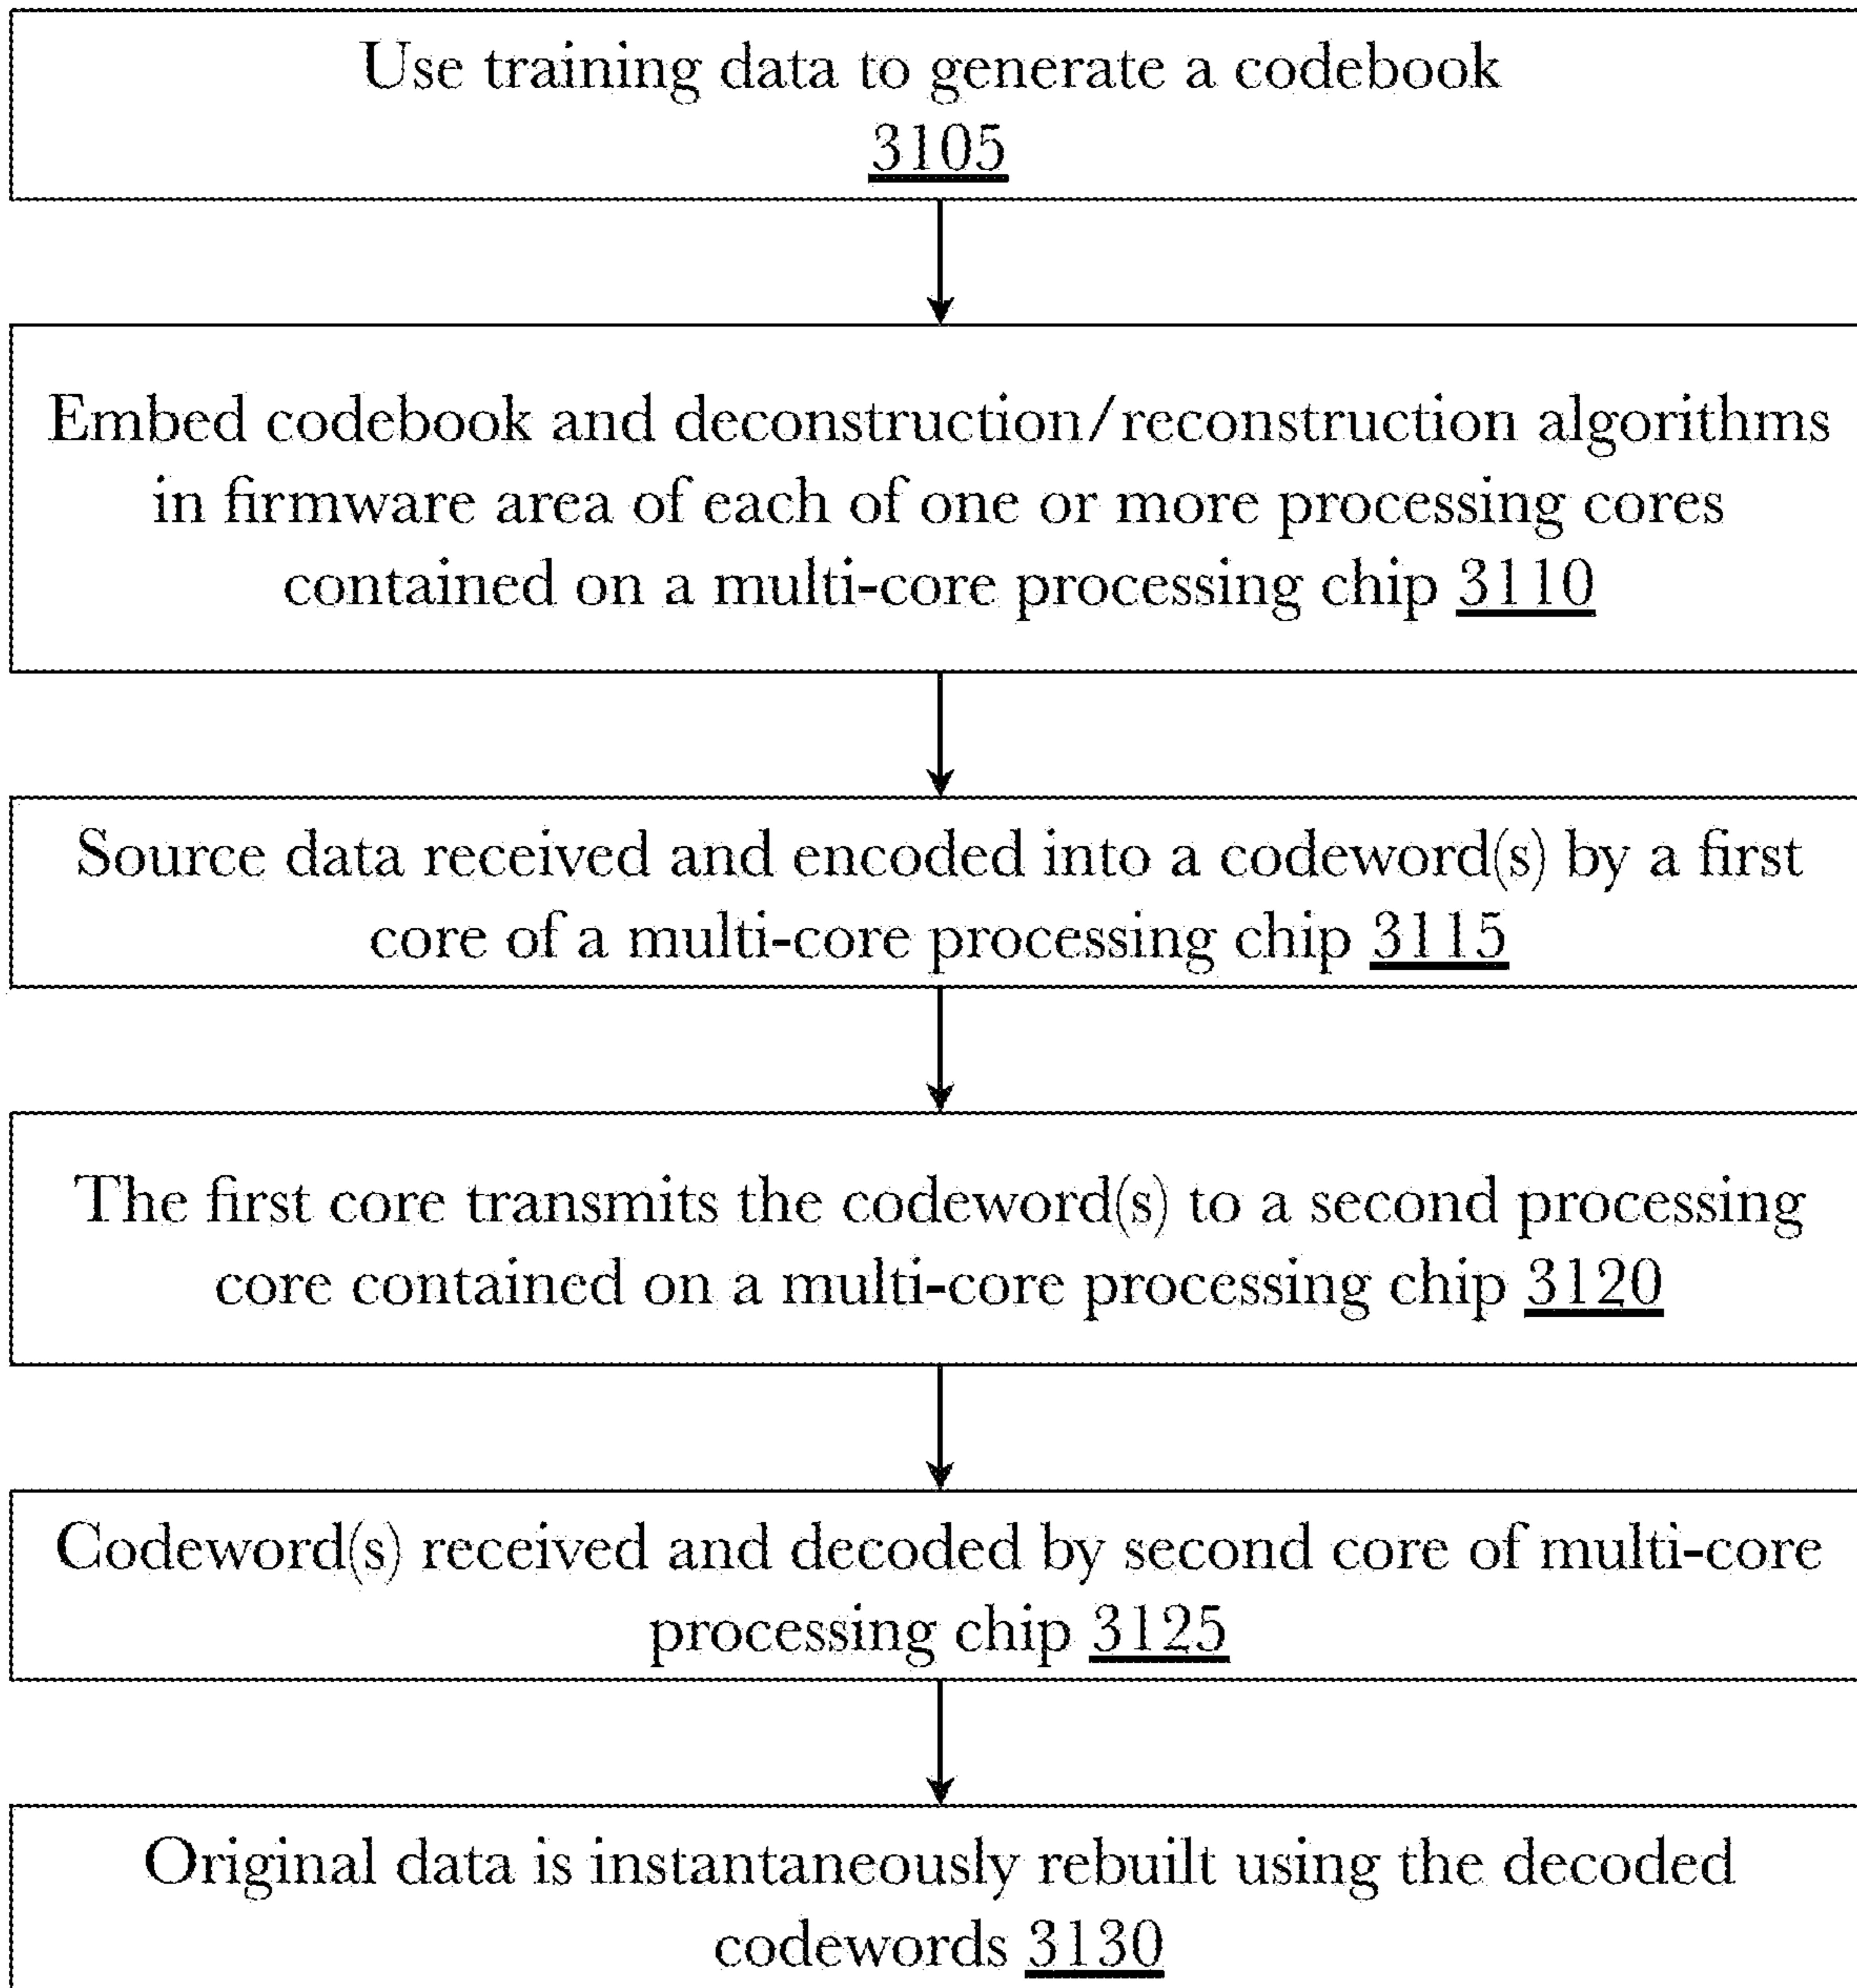 Use training data to generate a codebook
3105
Embed codebook and deconstruction/reconstruction algorithms
in firmware area of each of one or more processing cores
contained on a multi-core processing chip 3110
Source data received and encoded into a codeword(s) by a first
core of a multi-core processing chip 3115
The first core transmits the codeword(s) to a second processing
core contained on a multi-core processing chip 3120
Codeword(s) received and decoded by second core of multi-core
processing chip 3125
Original data is instantaneously rebuilt using the decoded
codewords 3130